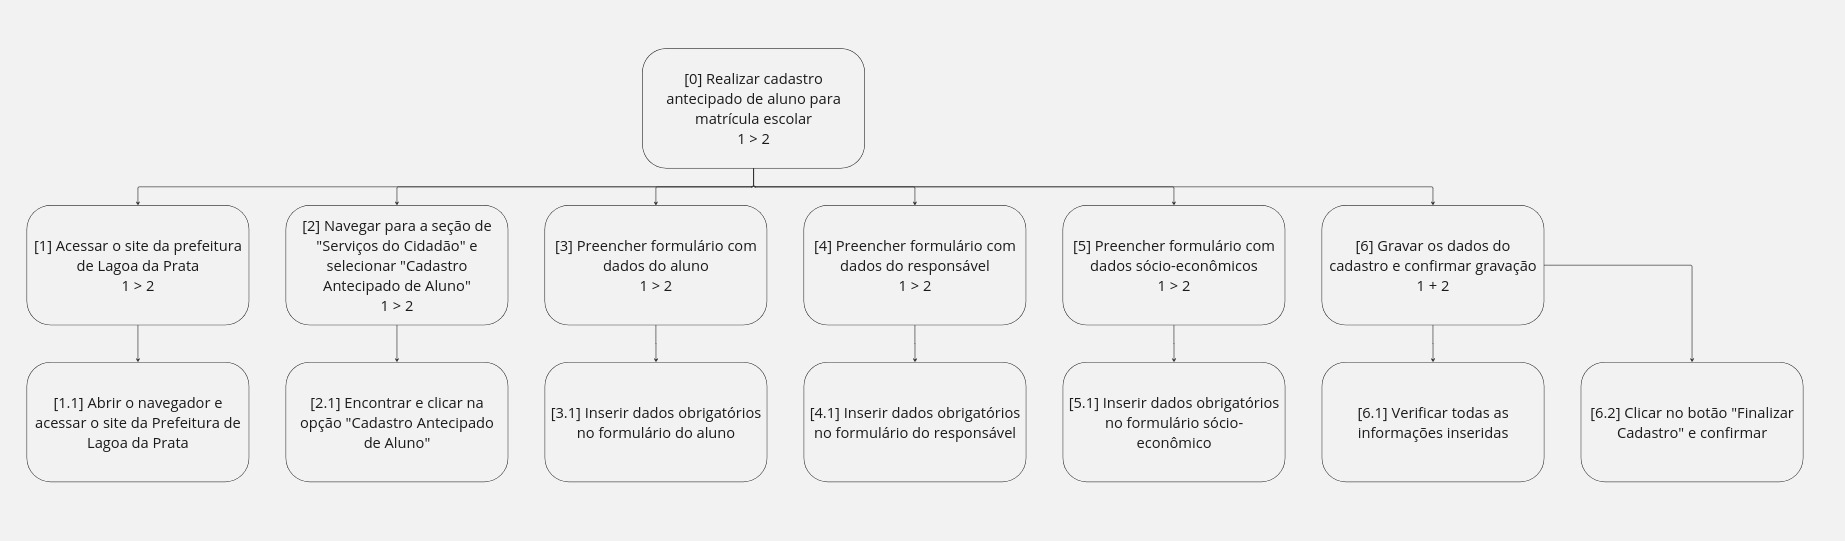 [0] Realizar cadastro
antecipado de aluno para
matrícula escolar
1 > 2
[1] Acessar o site da prefeitura
de Lagoa da Prata
1 > 2
[2] Navegar para a seção de
"Serviços do Cidadão" e
selecionar "Cadastro
Antecipado de Aluno"
1 > 2
[3] Preencher formulário com
dados do aluno
1 > 2
[4] Preencher formulário com
dados do responsável
1 > 2
[5] Preencher formulário com
dados sócio-econômicos
1 > 2
[6] Gravar os dados do
cadastro e confirmar gravação
1 + 2
[1.1] Abrir o navegador e
acessar o site da Prefeitura de
Lagoa da Prata
[2.1] Encontrar e clicar na
opção "Cadastro Antecipado
de Aluno"
[3.1] Inserir dados obrigatórios
no formulário do aluno
[4.1] Inserir dados obrigatórios
no formulário do responsável
[5.1] Inserir dados obrigatórios
no formulário sócio-
econômico
[6.1] Verificar todas as
informações inseridas
[6.2] Clicar no botão "Finalizar
Cadastro" e confirmar